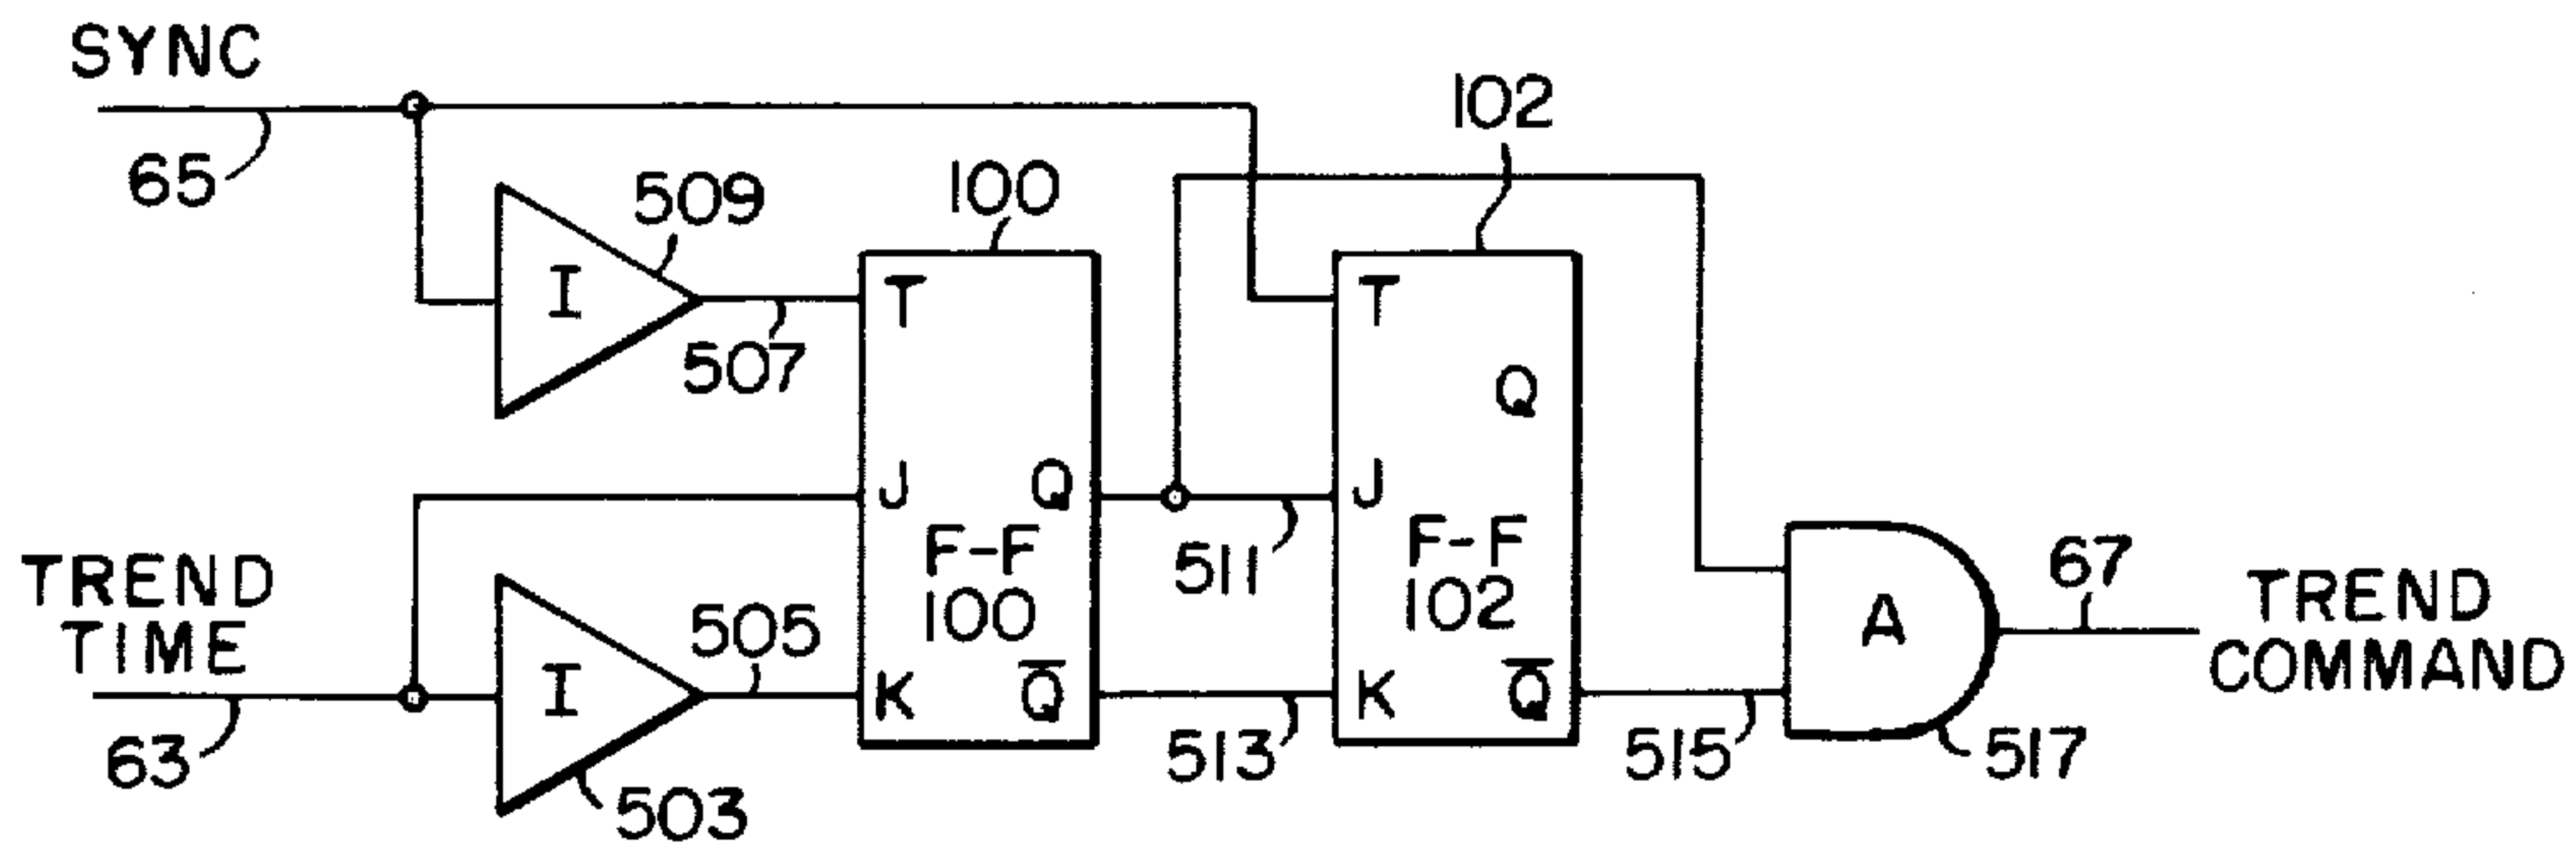 SYNC
65
I
509
507
100
T
J
Q
F-F
100
K
Q̅
511
513
102
T
Q
J
F-F
102
K
Q̅
515
TREND
TIME
63
I
503
505
A
517
67
TREND
COMMAND